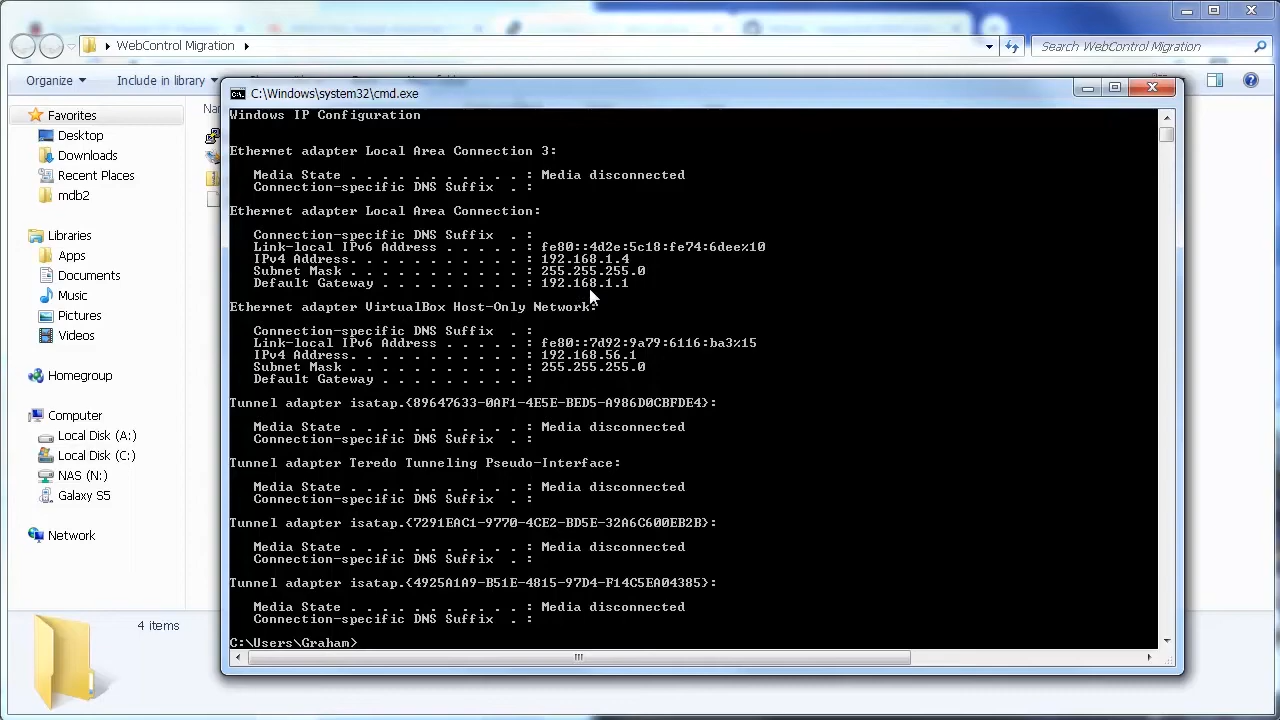 WebControl Migration
Search WebControl Migration
Organize
Include in library
C:\Windows\system32\cmd.exe
Favorites
Desktop
Downloads
Recent Places
mdb2
Libraries
Apps
Documents
Music
Pictures
Videos
Homegroup
Computer
Local Disk (A:)
Local Disk (C:)
NAS (N:)
Galaxy S5
Network
4 items
Windows IP Configuration
Ethernet adapter Local Area Connection 3:
Media State . . . . . . . . . . . : Media disconnected
Connection-specific DNS Suffix . :
Ethernet adapter Local Area Connection:
Connection-specific DNS Suffix . :
Link-local IPv6 Address . . . . . : fe80::4d2e:5c18:fe74:6dee%10
IPv4 Address. . . . . . . . . . . : 192.168.1.4
Subnet Mask . . . . . . . . . . . : 255.255.255.0
Default Gateway . . . . . . . . . : 192.168.1.1
Ethernet adapter VirtualBox Host-Only Network:
Connection-specific DNS Suffix . :
Link-local IPv6 Address . . . . . : fe80::7d92:9a79:6116:ba3%15
IPv4 Address. . . . . . . . . . . : 192.168.56.1
Subnet Mask . . . . . . . . . . . : 255.255.255.0
Default Gateway . . . . . . . . . :
Tunnel adapter isatap.{89647633-0AF1-4E5E-BED5-A986D0CBFDE4}:
Media State . . . . . . . . . . . : Media disconnected
Connection-specific DNS Suffix . :
Tunnel adapter Teredo Tunneling Pseudo-Interface:
Media State . . . . . . . . . . . : Media disconnected
Connection-specific DNS Suffix . :
Tunnel adapter isatap.{7291EAC1-9770-4CE2-BD5E-32A6C600EB2B}:
Media State . . . . . . . . . . . : Media disconnected
Connection-specific DNS Suffix . :
Tunnel adapter isatap.{4925A1A9-B51E-4815-97D4-F14C5EA04385}:
Media State . . . . . . . . . . . : Media disconnected
Connection-specific DNS Suffix . :
C:\Users\Graham>